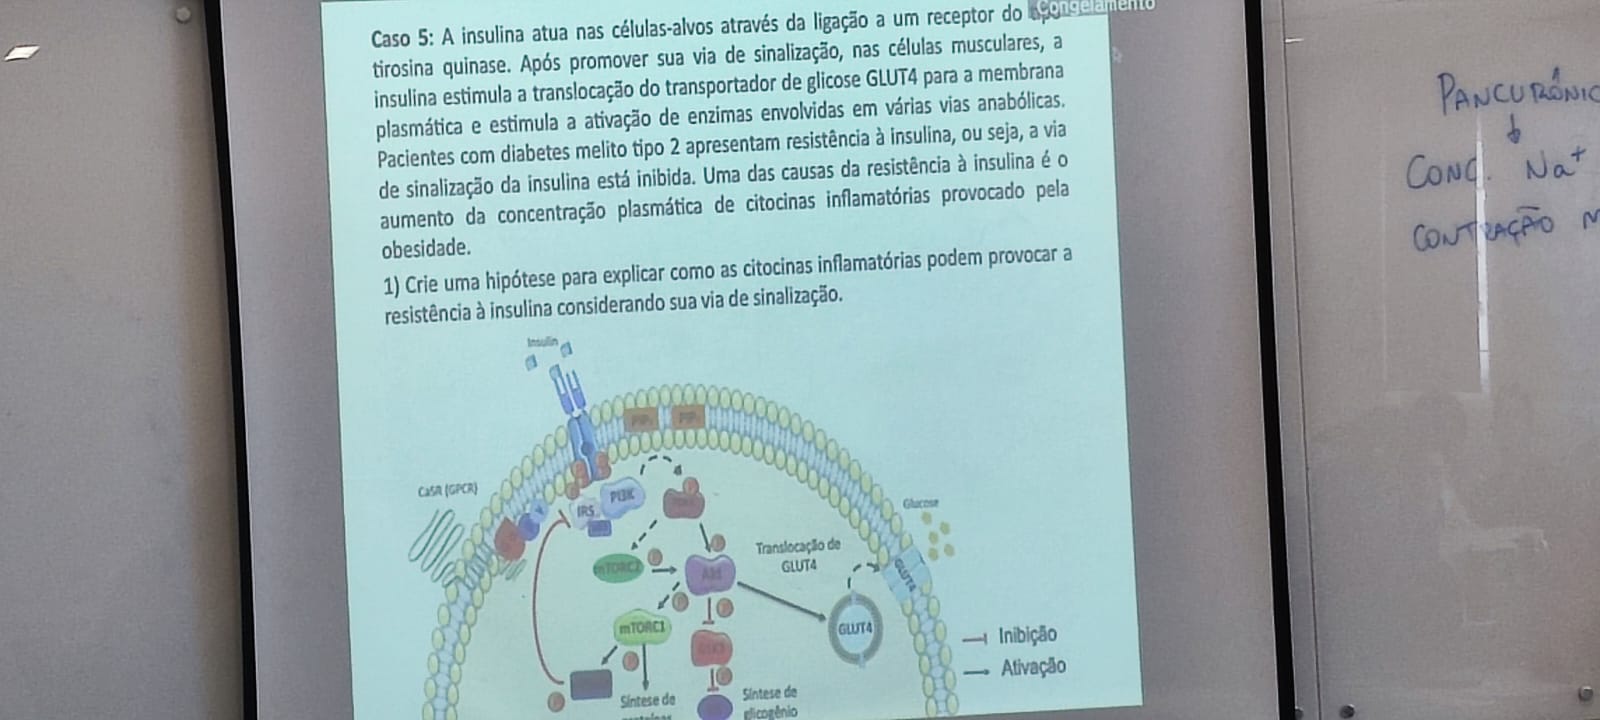 Congelamento
Caso 5: A insulina atua nas células-alvos através da ligação a um receptor do
tirosina quinase. Após promover sua via de sinalização, nas células musculares, a
insulina estimula a translocação do transportador de glicose GLUT4 para a membrana
plasmática e estimula a ativação de enzimas envolvidas em várias vias anabólicas.
Pacientes com diabetes melito tipo 2 apresentam resistência à insulina, ou seja, a via
de sinalização da insulina está inibida. Uma das causas da resistência à insulina é o
aumento da concentração plasmática de citocinas inflamatórias provocado pela
obesidade.
1) Crie uma hipótese para explicar como as citocinas inflamatórias podem provocar a
resistência à insulina considerando sua via de sinalização.
Insulin
CaSR (GPCR)
IRS
PI3K
Glucose
GLUT4
Translocação de
GLUT4
mTORC2
Akt
mTORC1
GLUT4
Inibição
Ativação
Síntese de
Síntese de
glicogênio
PANCURÔNIO
CONC. Na+
CONTRAÇÃO